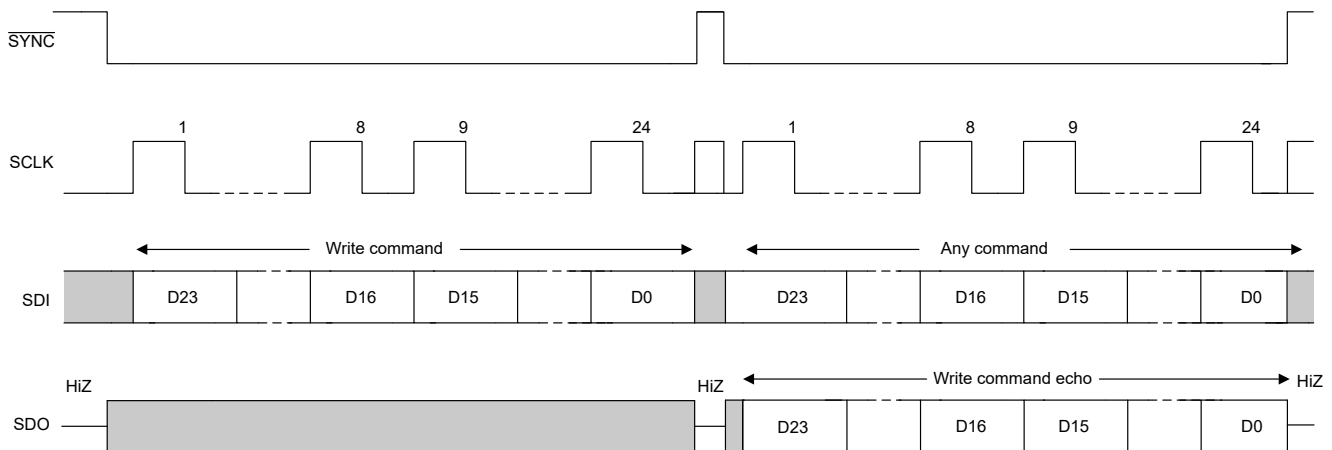 SYNC
1 8 9 24 1 8 9 24
SCLK
Write command Any command
SDI D23 D16 D15 D0 D23 D16 D15 D0
HiZ HiZ Write command echo HiZ
SDO D23 D16 D15 D0